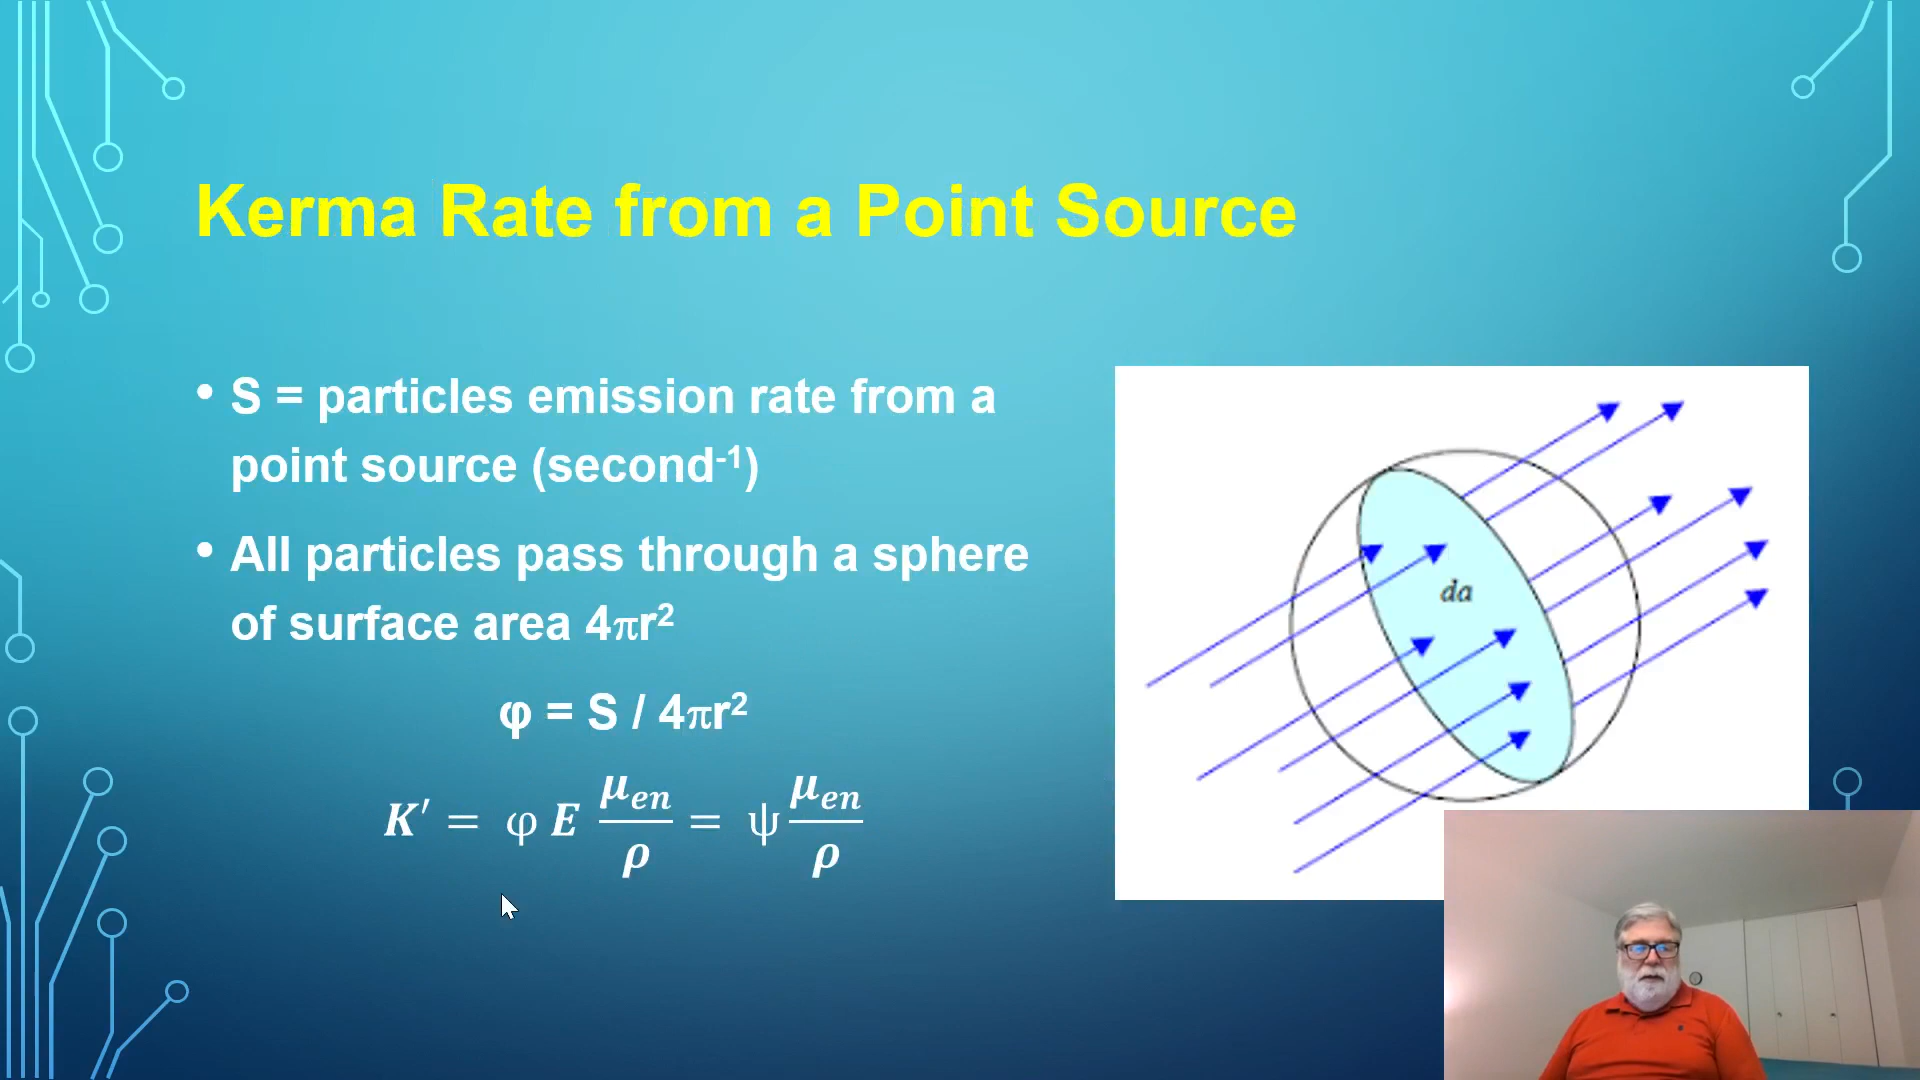 Kerma Rate from a Point Source
• S = particles emission rate from a
point source (second⁻¹)
• All particles pass through a sphere
of surface area 4πr²
φ = S / 4πr²
K′ = φ E μₑₙ/ρ = ψ μₑₙ/ρ
da